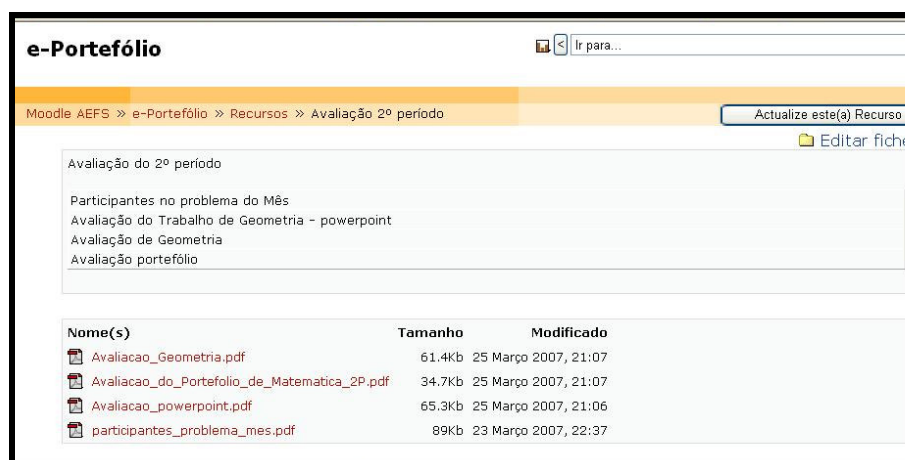 e-Portefólio
< Ir para...
Moodle AEFS » e-Portefólio » Recursos » Avaliação 2º período
Actualize este(a) Recurso
Editar fiche
Avaliação do 2º período
Participantes no problema do Mês
Avaliação do Trabalho de Geometria - powerpoint
Avaliação de Geometria
Avaliação portefólio
Nome(s) Tamanho Modificado
Avaliacao_Geometria.pdf 61.4Kb 25 Março 2007, 21:07
Avaliacao_do_Portefolio_de_Matematica_2P.pdf 34.7Kb 25 Março 2007, 21:07
Avaliacao_powerpoint.pdf 65.3Kb 25 Março 2007, 21:06
participantes_problema_mes.pdf 89Kb 23 Março 2007, 22:37